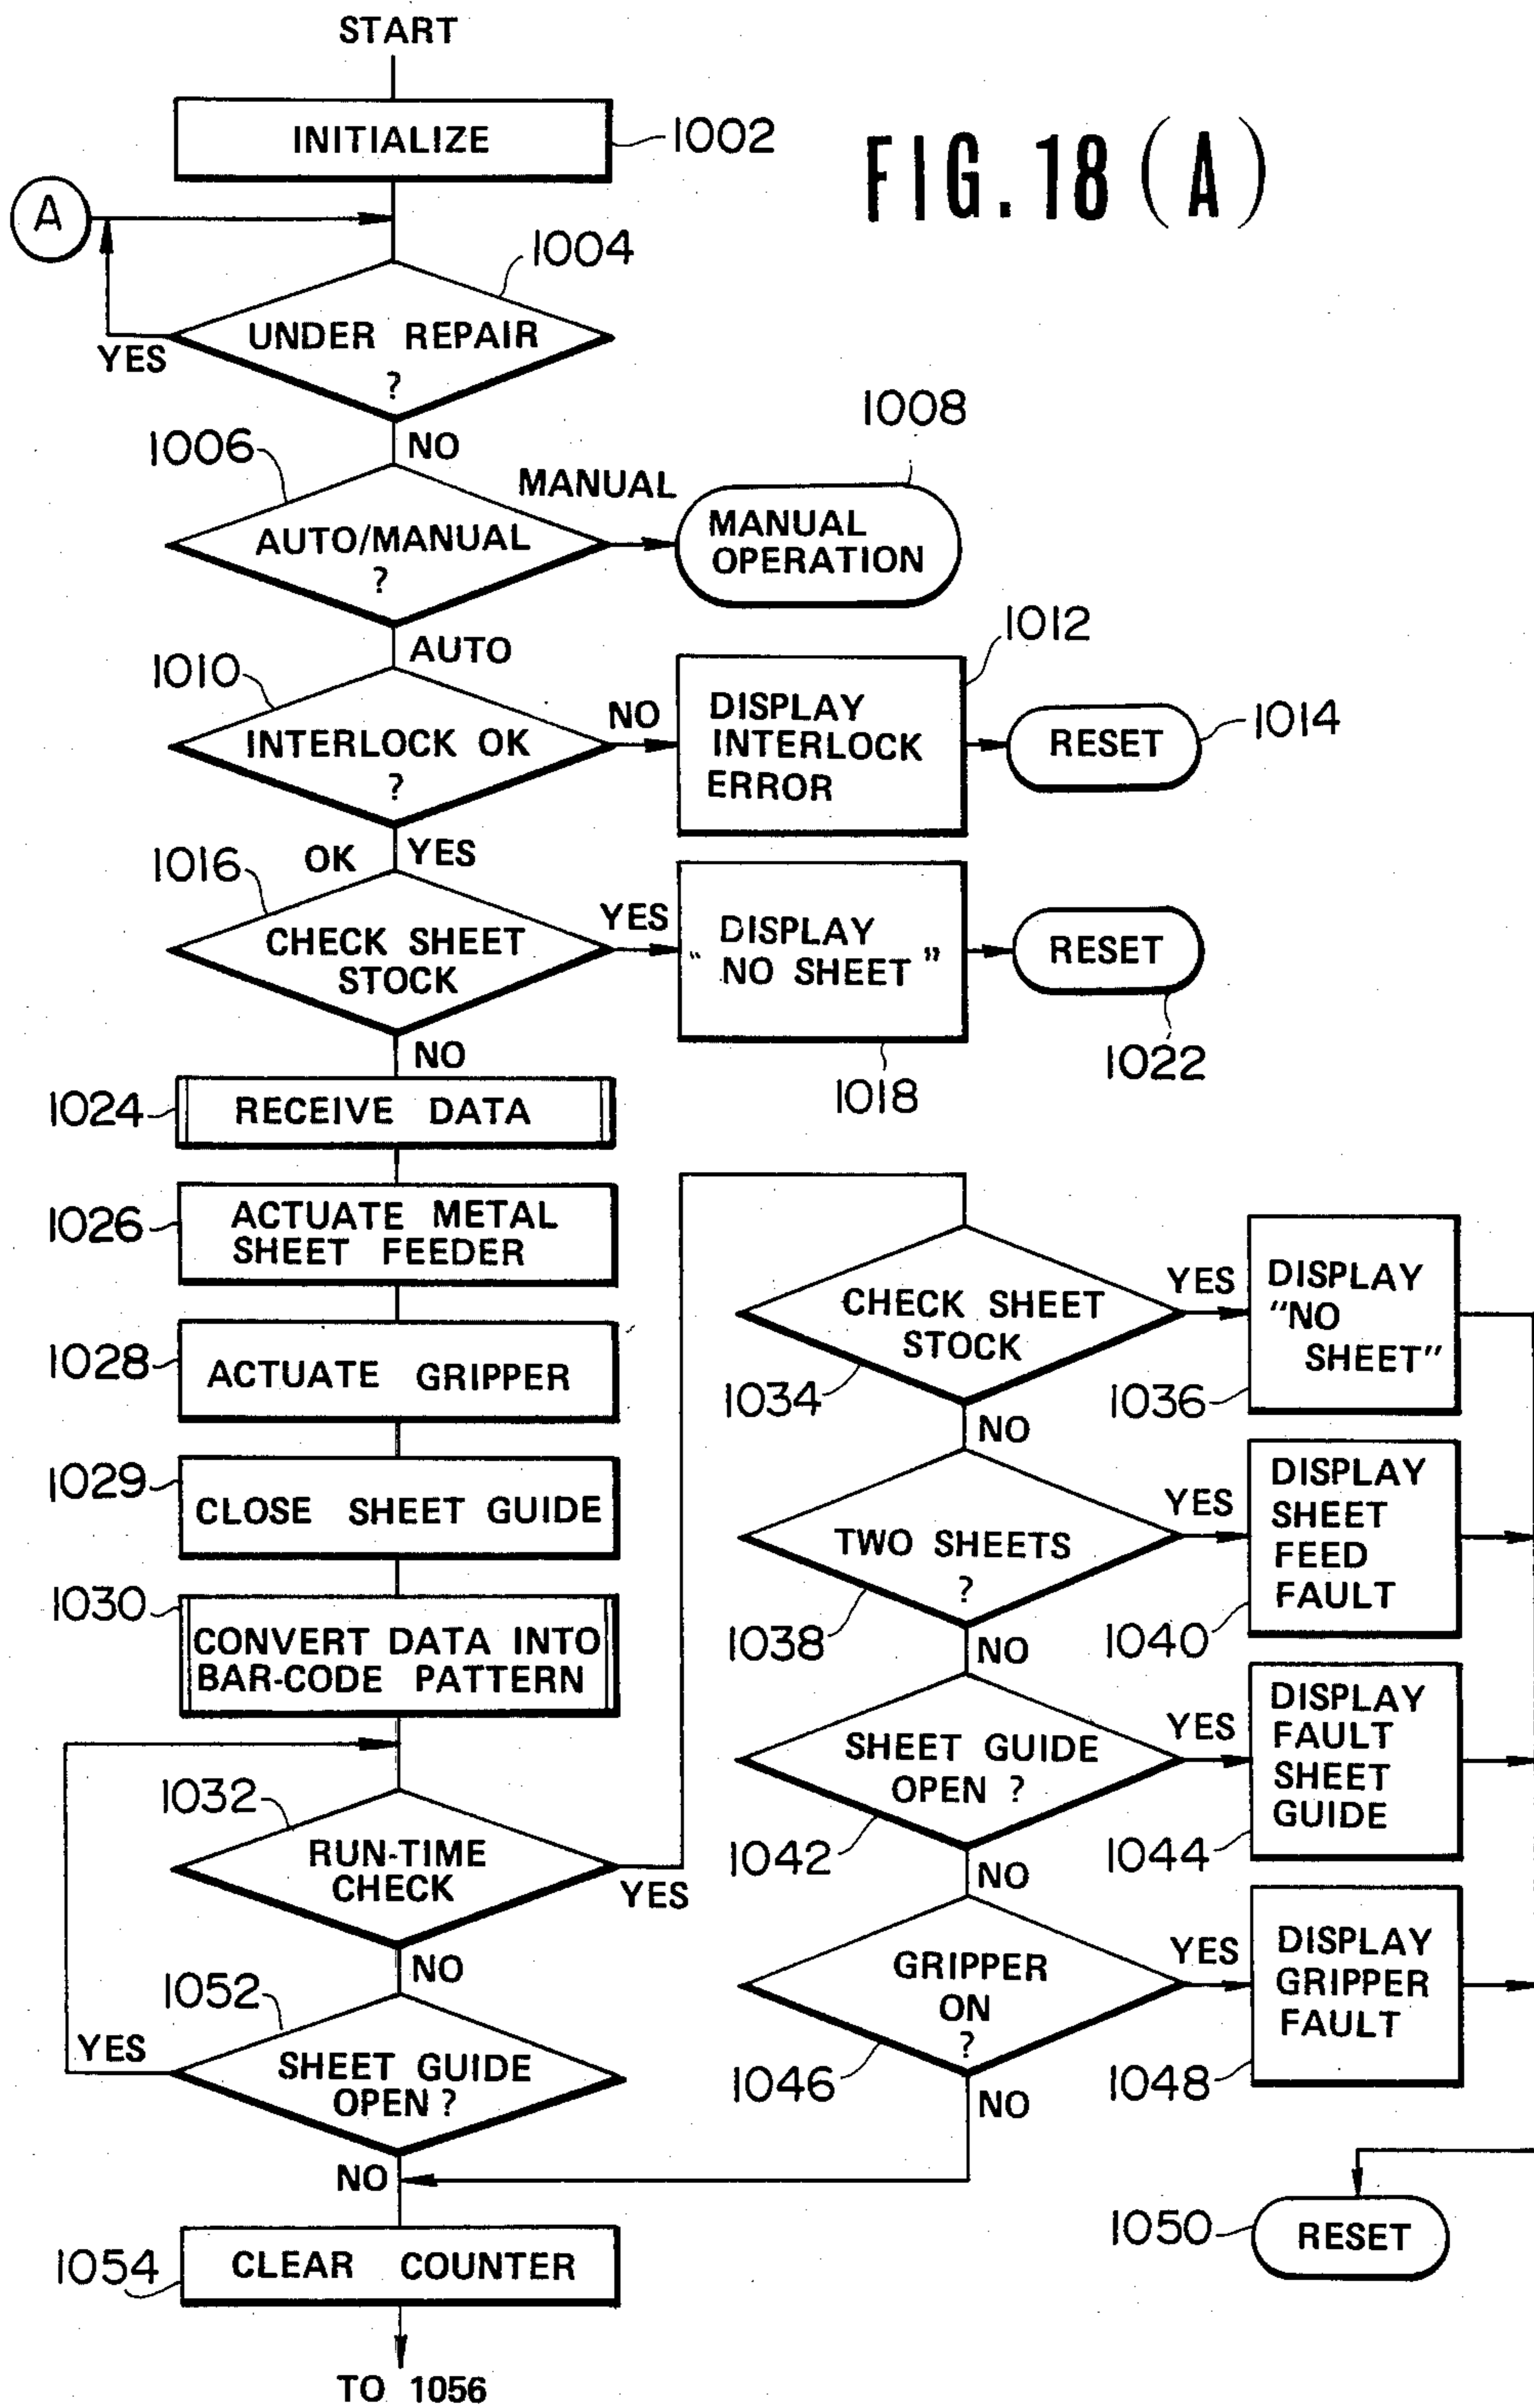 START
INITIALIZE
1002
FIG. 18 (A)
A
1004
UNDER REPAIR
?
YES
NO
1006
AUTO/MANUAL
?
MANUAL
1008
MANUAL
OPERATION
AUTO
1010
INTERLOCK OK
?
NO
1012
DISPLAY
INTERLOCK
ERROR
RESET
1014
OK YES
1016
CHECK SHEET
STOCK
YES
DISPLAY
" NO SHEET "
1018
RESET
1022
NO
1024
RECEIVE DATA
1026
ACTUATE METAL
SHEET FEEDER
1028
ACTUATE GRIPPER
1029
CLOSE SHEET GUIDE
1030
CONVERT DATA INTO
BAR-CODE PATTERN
1032
RUN-TIME
CHECK
YES
NO
1052
SHEET GUIDE
OPEN ?
YES
NO
CHECK SHEET
STOCK
1034
YES
DISPLAY
"NO
SHEET"
1036
NO
TWO SHEETS
?
1038
YES
DISPLAY
SHEET
FEED
FAULT
1040
NO
SHEET GUIDE
OPEN ?
1042
YES
DISPLAY
FAULT
SHEET
GUIDE
1044
NO
GRIPPER
ON
?
1046
YES
DISPLAY
GRIPPER
FAULT
1048
NO
1050
RESET
1054
CLEAR COUNTER
TO 1056